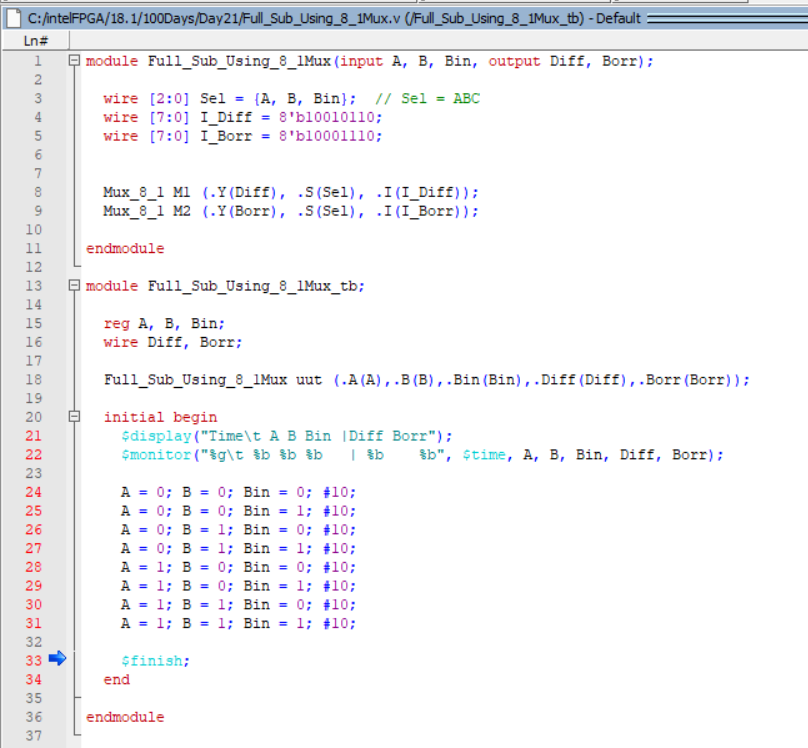 C:/intelFPGA/18.1/100Days/Day21/Full_Sub_Using_8_1Mux.v (/Full_Sub_Using_8_1Mux_tb) - Default
Ln#
1 module Full_Sub_Using_8_1Mux(input A, B, Bin, output Diff, Borr);
2
3 wire [2:0] Sel = {A, B, Bin};  // Sel = ABC
4 wire [7:0] I_Diff = 8'b10010110;
5 wire [7:0] I_Borr = 8'b10001110;
6
7
8 Mux_8_1 M1 (.Y(Diff), .S(Sel), .I(I_Diff));
9 Mux_8_1 M2 (.Y(Borr), .S(Sel), .I(I_Borr));
10
11 endmodule
12
13 module Full_Sub_Using_8_1Mux_tb;
14
15 reg A, B, Bin;
16 wire Diff, Borr;
17
18 Full_Sub_Using_8_1Mux uut (.A(A),.B(B),.Bin(Bin),.Diff(Diff),.Borr(Borr));
19
20 initial begin
21 $display("Time\t A B Bin |Diff Borr");
22 $monitor("%g\t %b %b %b   | %b    %b", $time, A, B, Bin, Diff, Borr);
23
24 A = 0; B = 0; Bin = 0; #10;
25 A = 0; B = 0; Bin = 1; #10;
26 A = 0; B = 1; Bin = 0; #10;
27 A = 0; B = 1; Bin = 1; #10;
28 A = 1; B = 0; Bin = 0; #10;
29 A = 1; B = 0; Bin = 1; #10;
30 A = 1; B = 1; Bin = 0; #10;
31 A = 1; B = 1; Bin = 1; #10;
32
33 $finish;
34 end
35
36 endmodule
37